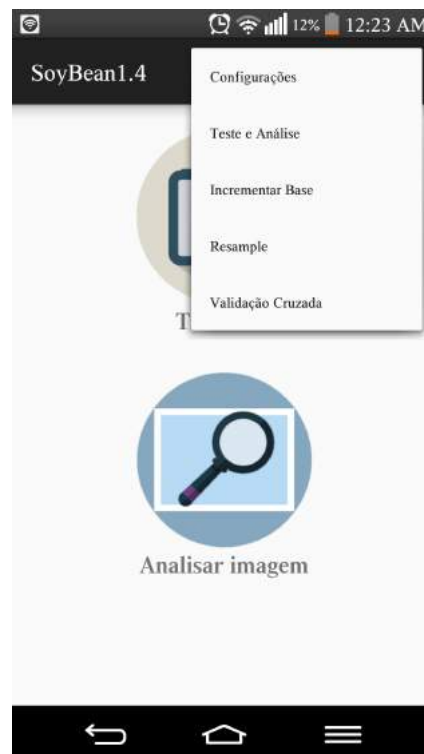 12% 12:23 AM
SoyBean1.4
Configurações
Teste e Análise
Incrementar Base
Resample
Validação Cruzada
T
Analisar imagem